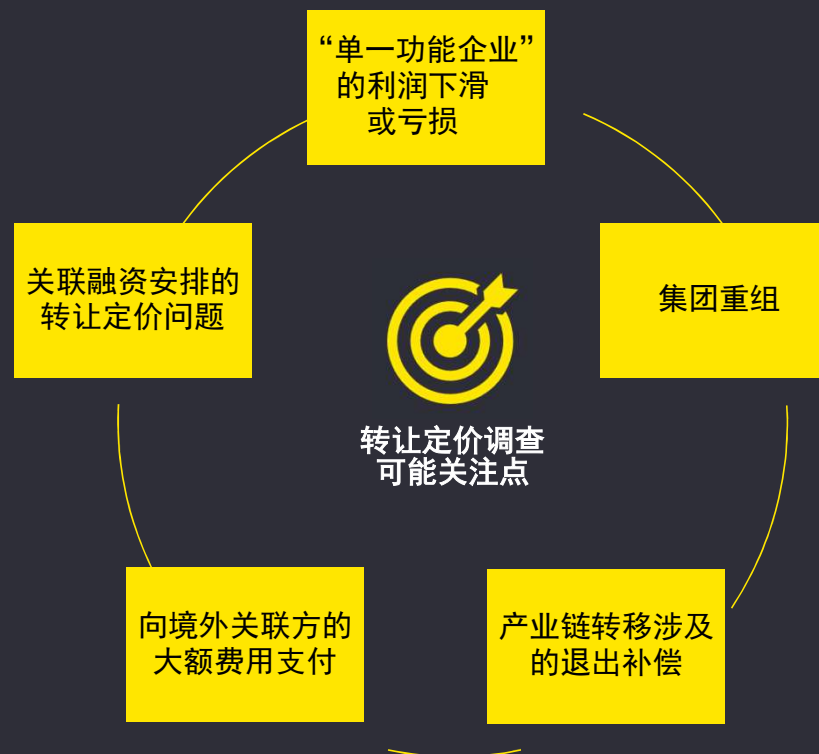 “单一功能企业”
的利润下滑
或亏损
集团重组
产业链转移涉及
的退出补偿
向境外关联方的
大额费用支付
关联融资安排的
转让定价问题
转让定价调查
可能关注点